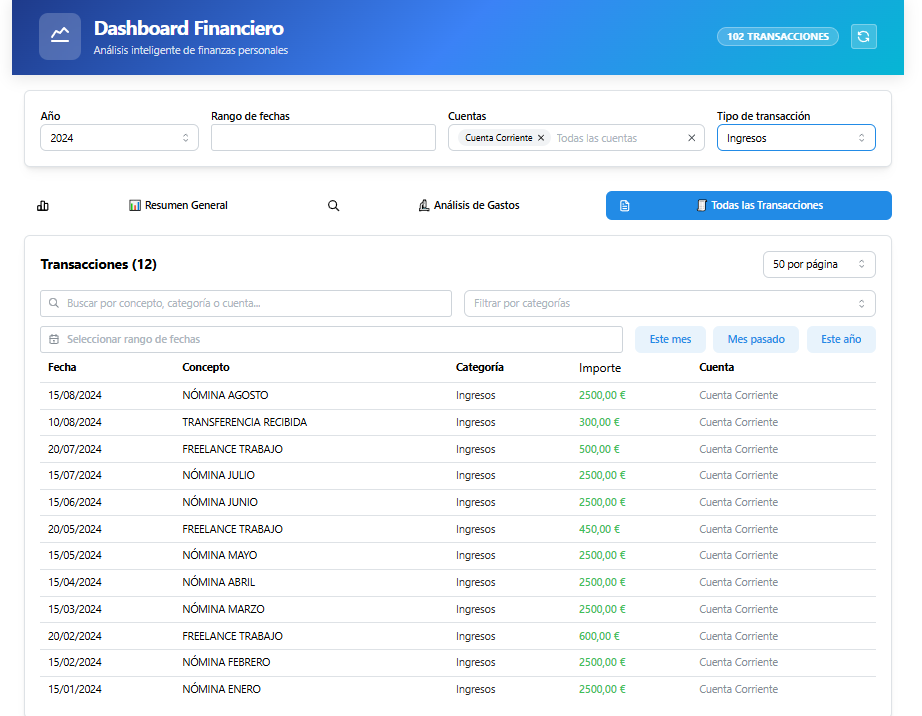 Dashboard Financiero
Análisis inteligente de finanzas personales
102 TRANSACCIONES
Año
2024
Rango de fechas
Cuentas
Cuenta Corriente × Todas las cuentas ×
Tipo de transacción
Ingresos
Resumen General
Análisis de Gastos
Todas las Transacciones
Transacciones (12)
50 por página
Buscar por concepto, categoría o cuenta...
Filtrar por categorías
Seleccionar rango de fechas
Este mes
Mes pasado
Este año
Fecha Concepto Categoría Importe Cuenta
15/08/2024 NÓMINA AGOSTO Ingresos 2500,00 € Cuenta Corriente
10/08/2024 TRANSFERENCIA RECIBIDA Ingresos 300,00 € Cuenta Corriente
20/07/2024 FREELANCE TRABAJO Ingresos 500,00 € Cuenta Corriente
15/07/2024 NÓMINA JULIO Ingresos 2500,00 € Cuenta Corriente
15/06/2024 NÓMINA JUNIO Ingresos 2500,00 € Cuenta Corriente
20/05/2024 FREELANCE TRABAJO Ingresos 450,00 € Cuenta Corriente
15/05/2024 NÓMINA MAYO Ingresos 2500,00 € Cuenta Corriente
15/04/2024 NÓMINA ABRIL Ingresos 2500,00 € Cuenta Corriente
15/03/2024 NÓMINA MARZO Ingresos 2500,00 € Cuenta Corriente
20/02/2024 FREELANCE TRABAJO Ingresos 600,00 € Cuenta Corriente
15/02/2024 NÓMINA FEBRERO Ingresos 2500,00 € Cuenta Corriente
15/01/2024 NÓMINA ENERO Ingresos 2500,00 € Cuenta Corriente